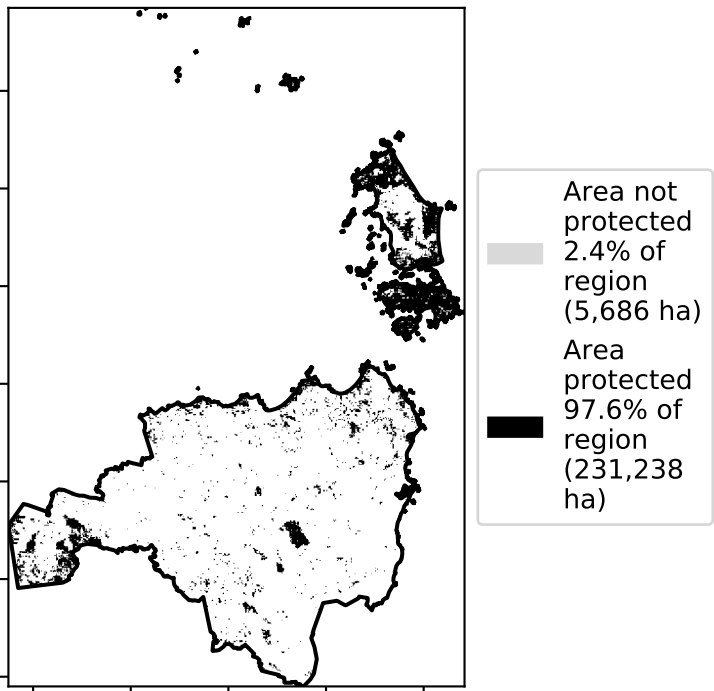 Area not
protected
2.4% of
region
(5,686 ha)
Area
protected
97.6% of
region
(231,238
ha)